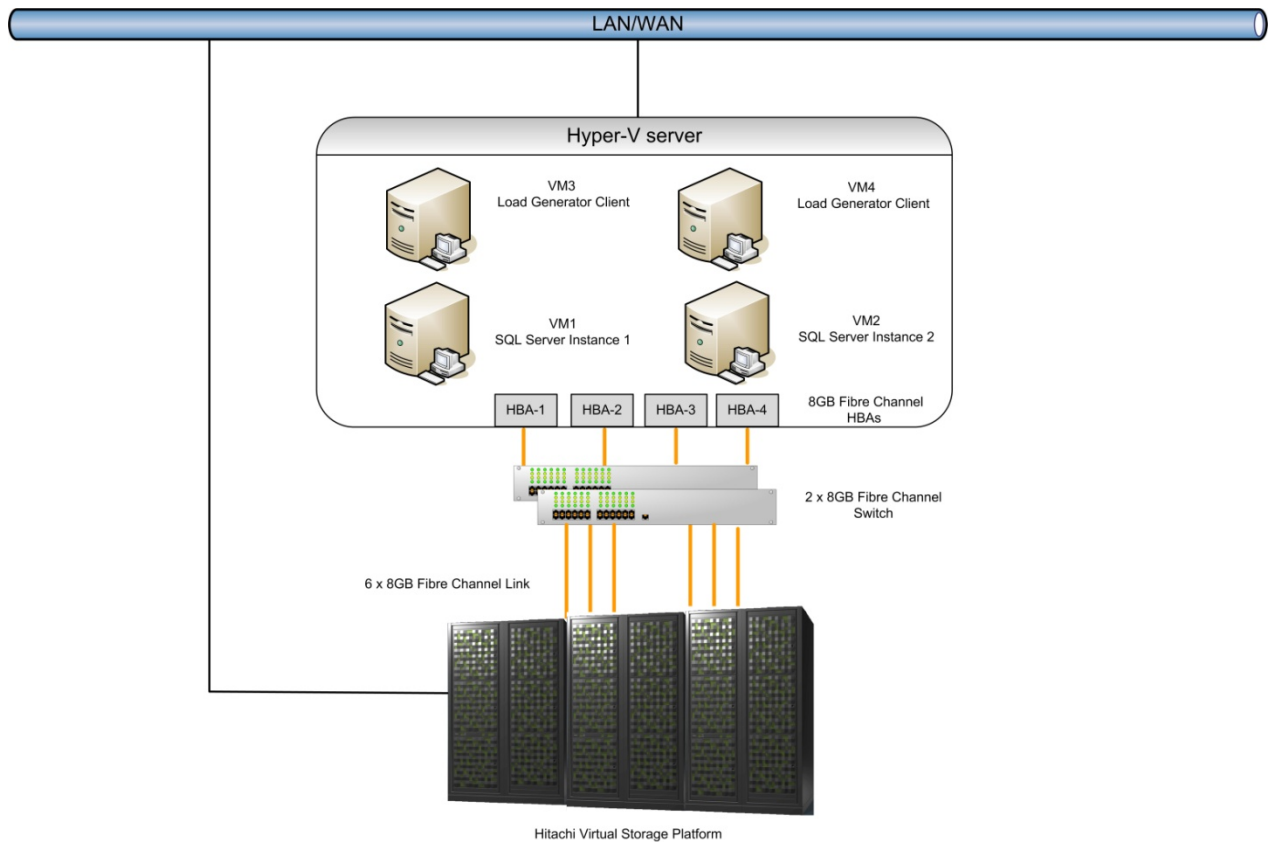 LAN/WAN
Hyper-V server
VM3
Load Generator Client
VM4
Load Generator Client
VM1
SQL Server Instance 1
VM2
SQL Server Instance 2
HBA-1
HBA-2
HBA-3
HBA-4
8GB Fibre Channel
HBAs
2 x 8GB Fibre Channel
Switch
6 x 8GB Fibre Channel Link
Hitachi Virtual Storage Platform